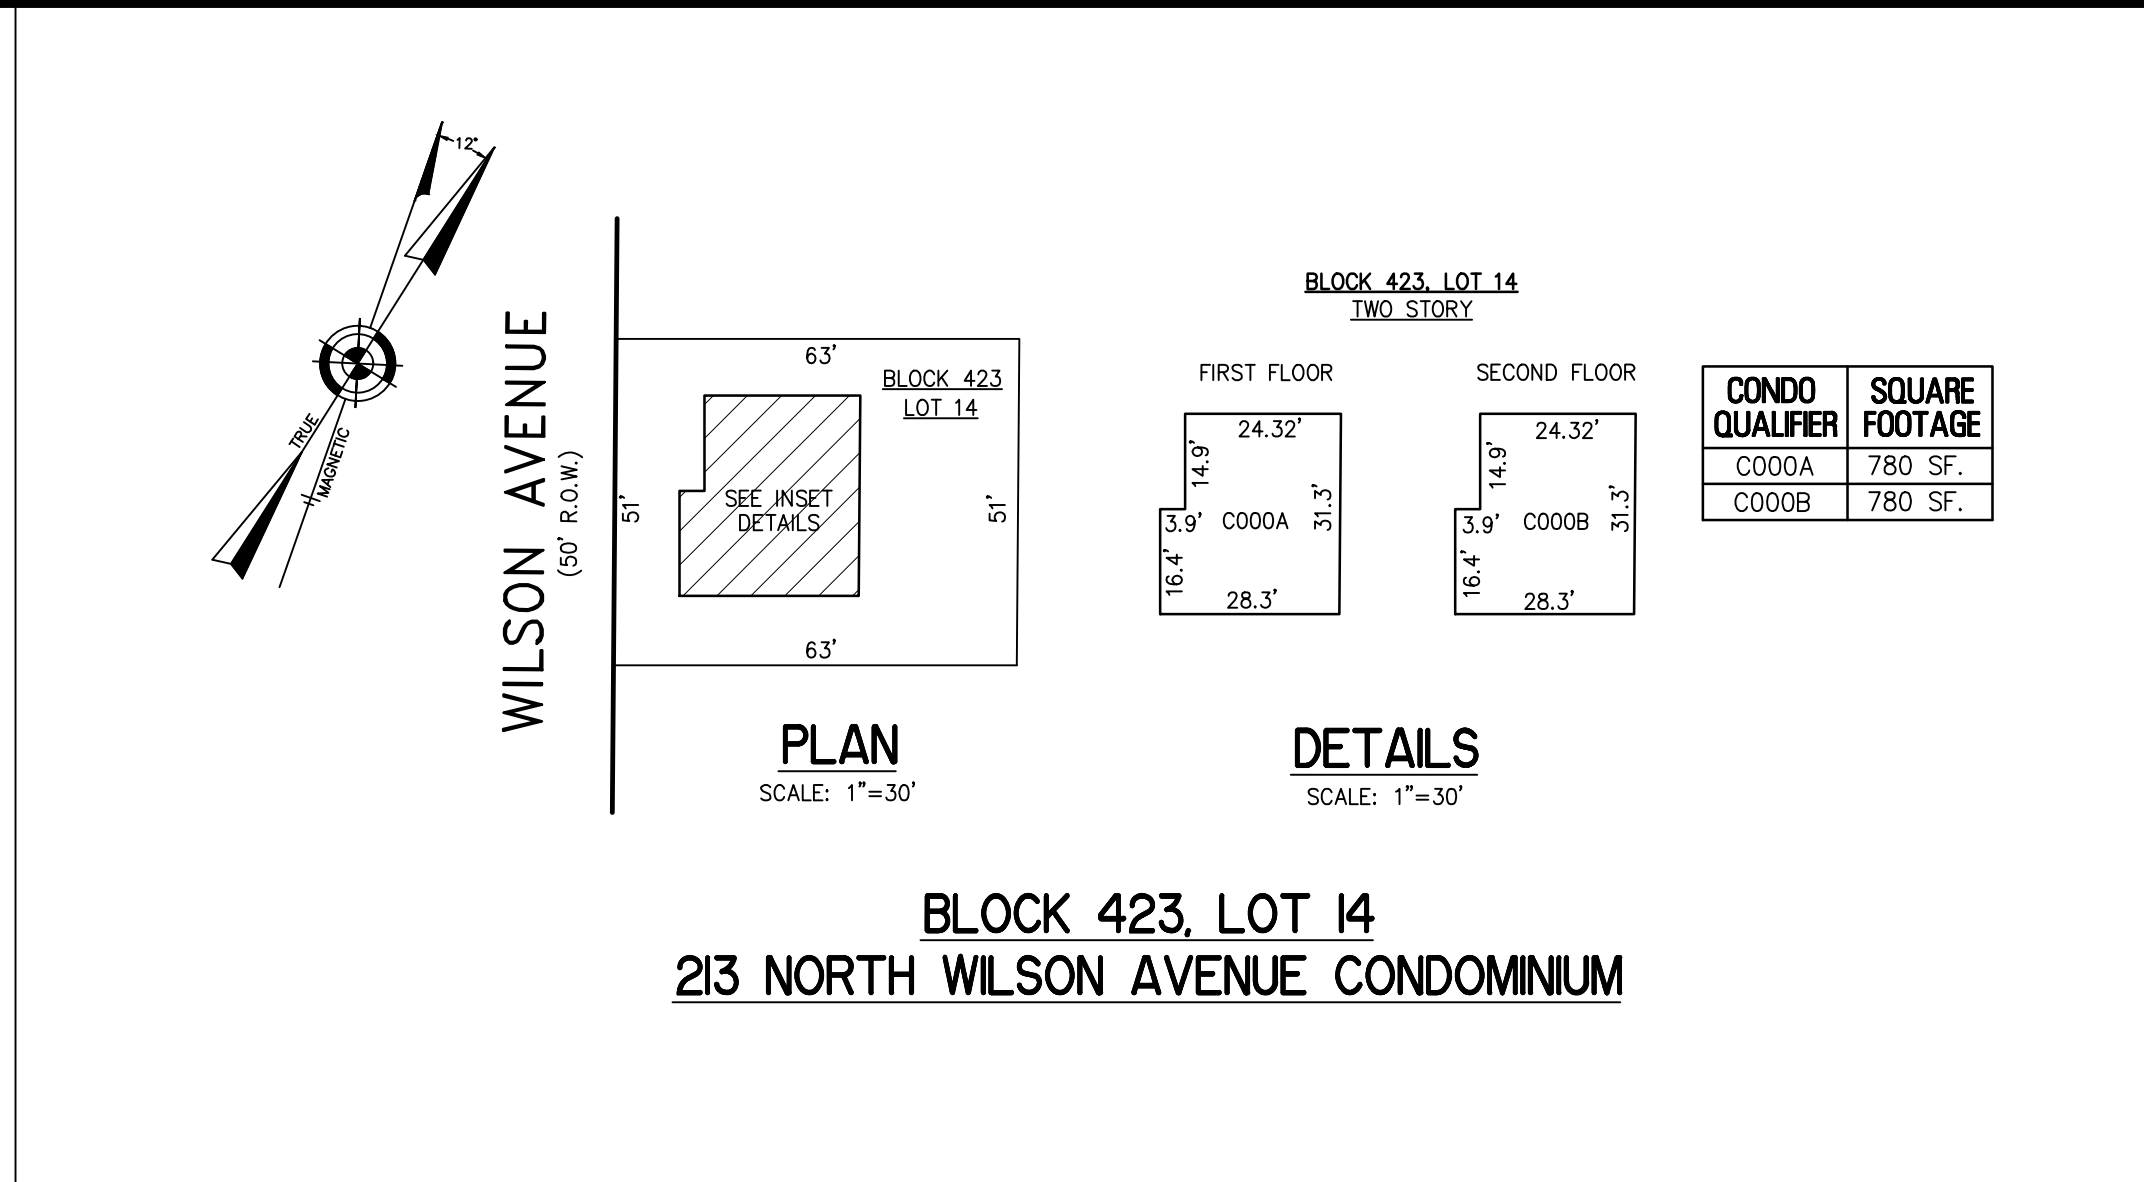 12°
TRUE
MAGNETIC
WILSON AVENUE
(50' R.O.W.)
63'
BLOCK 423
LOT 14
51'
SEE INSET
DETAILS
51'
63'
PLAN
SCALE: 1"=30'
BLOCK 423, LOT 14
TWO STORY
FIRST FLOOR
24.32'
14.9'
3.9'
C000A
31.3'
16.4'
28.3'
SECOND FLOOR
24.32'
14.9'
3.9'
C000B
31.3'
16.4'
28.3'
DETAILS
SCALE: 1"=30'
CONDO QUALIFIER
SQUARE FOOTAGE
C000A 780 SF.
C000B 780 SF.
BLOCK 423, LOT 14
213 NORTH WILSON AVENUE CONDOMINIUM